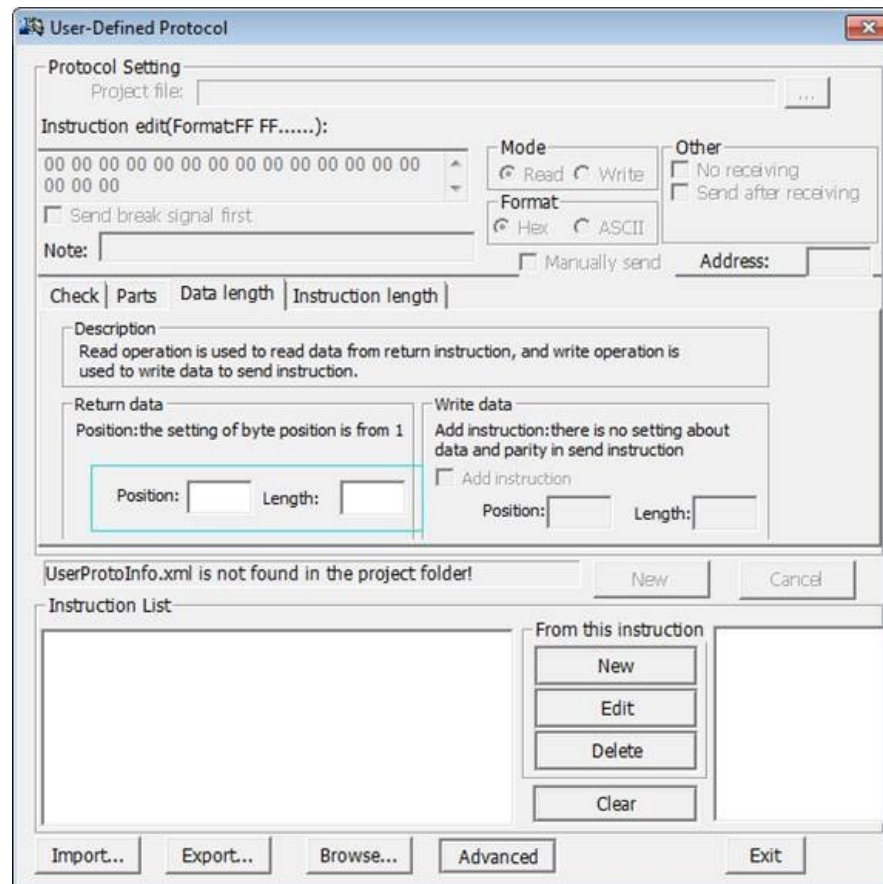 User-Defined Protocol
Protocol Setting
Project file:
...
Instruction edit(Format:FF FF......):
00 00 00 00 00 00 00 00 00 00 00 00 00 00
00 00 00
Mode
Read Write
Other
No receiving
Send after receiving
Send break signal first
Format
Hex ASCII
Note:
Manually send Address:
Check Parts Data length Instruction length
Description
Read operation is used to read data from return instruction, and write operation is
used to write data to send instruction.
Return data
Position:the setting of byte position is from 1
Position: Length:
Write data
Add instruction:there is no setting about
data and parity in send instruction
Add instruction
Position: Length:
UserProtoInfo.xml is not found in the project folder!
New Cancel
Instruction List
From this instruction
New
Edit
Delete
Clear
Import... Export... Browse... Advanced Exit